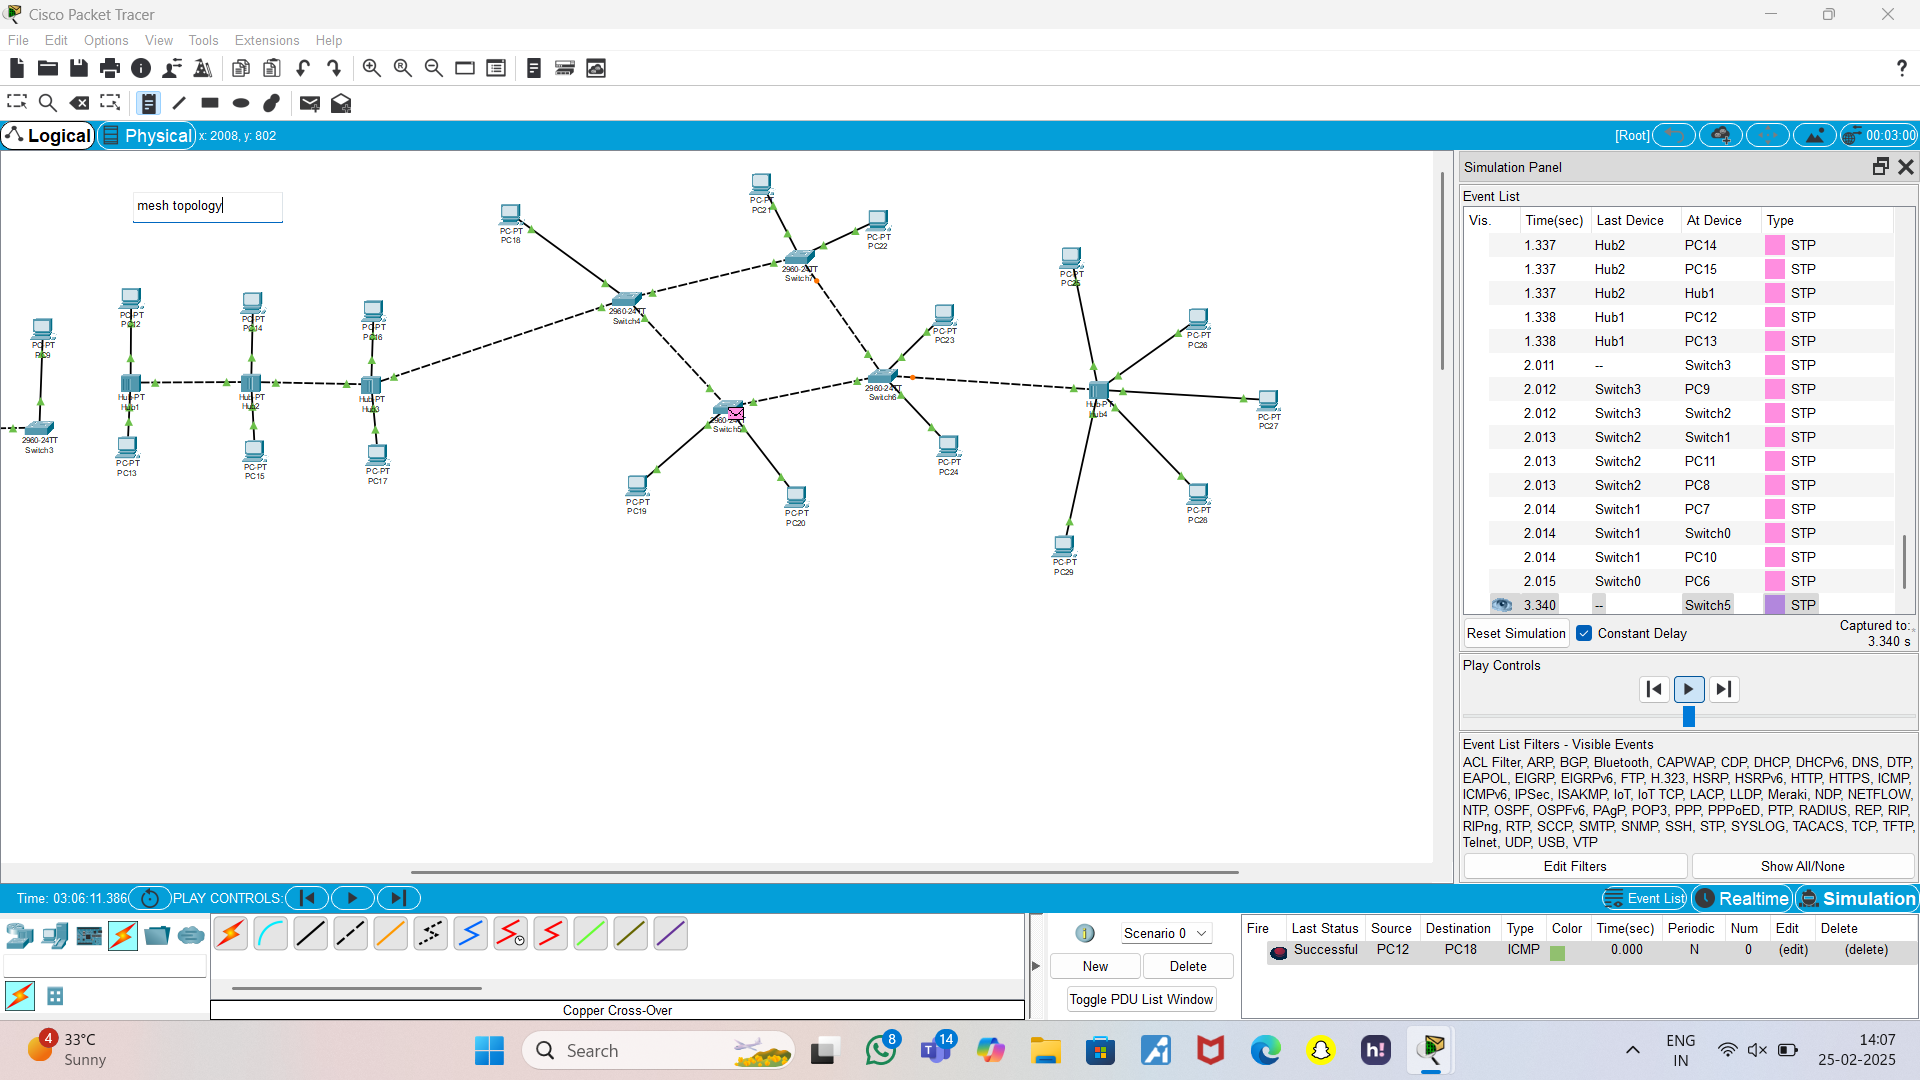 Cisco Packet Tracer
File Edit Options View Tools Extensions Help
?
Logical Physical x: 2008, y: 802 [Root] 00:03:00
mesh topology
PC-PT
PC18
PC-PT
PC21
PC-PT
PC22
2960-24TT
Switch7
2960-24TT
Switch4
PC-PT
PC9
PC-PT
PC12
PC-PT
PC14
PC-PT
PC16
PC-PT
PC23
PC-PT
PC25
PC-PT
PC26
Hub-PT
Hub1
Hub-PT
Hub2
Hub-PT
Hub3
2960-24TT
Switch6
Hub-PT
Hub4
PC-PT
PC27
2960-24TT
Switch3
2960-24TT
Switch5
PC-PT
PC13
PC-PT
PC15
PC-PT
PC17
PC-PT
PC24
PC-PT
PC19
PC-PT
PC20
PC-PT
PC28
PC-PT
PC29
Simulation Panel
Event List
Vis. Time(sec) Last Device At Device Type
1.337 Hub2 PC14 STP
1.337 Hub2 PC15 STP
1.337 Hub2 Hub1 STP
1.338 Hub1 PC12 STP
1.338 Hub1 PC13 STP
2.011 -- Switch3 STP
2.012 Switch3 PC9 STP
2.012 Switch3 Switch2 STP
2.013 Switch2 Switch1 STP
2.013 Switch2 PC11 STP
2.013 Switch2 PC8 STP
2.014 Switch1 PC7 STP
2.014 Switch1 Switch0 STP
2.014 Switch1 PC10 STP
2.015 Switch0 PC6 STP
3.340 -- Switch5 STP
Reset Simulation Constant Delay Captured to:
3.340 s
Play Controls
Event List Filters - Visible Events
ACL Filter, ARP, BGP, Bluetooth, CAPWAP, CDP, DHCP, DHCPv6, DNS, DTP,
EAPOL, EIGRP, EIGRPv6, FTP, H.323, HSRP, HSRPv6, HTTP, HTTPS, ICMP,
ICMPv6, IPSec, ISAKMP, IoT, IoT TCP, LACP, LLDP, Meraki, NDP, NETFLOW,
NTP, OSPF, OSPFv6, PAgP, POP3, PPP, PPPoED, PTP, RADIUS, REP, RIP,
RIPng, RTP, SCCP, SMTP, SNMP, SSH, STP, SYSLOG, TACACS, TCP, TFTP,
Telnet, UDP, USB, VTP
Edit Filters Show All/None
Time: 03:06:11.386 PLAY CONTROLS: Event List Realtime Simulation
Scenario 0
New Delete
Toggle PDU List Window
Fire Last Status Source Destination Type Color Time(sec) Periodic Num Edit Delete
Successful PC12 PC18 ICMP 0.000 N 0 (edit) (delete)
Copper Cross-Over
4 33°C
Sunny
Search
8
14
h!
ENG
IN
14:07
25-02-2025